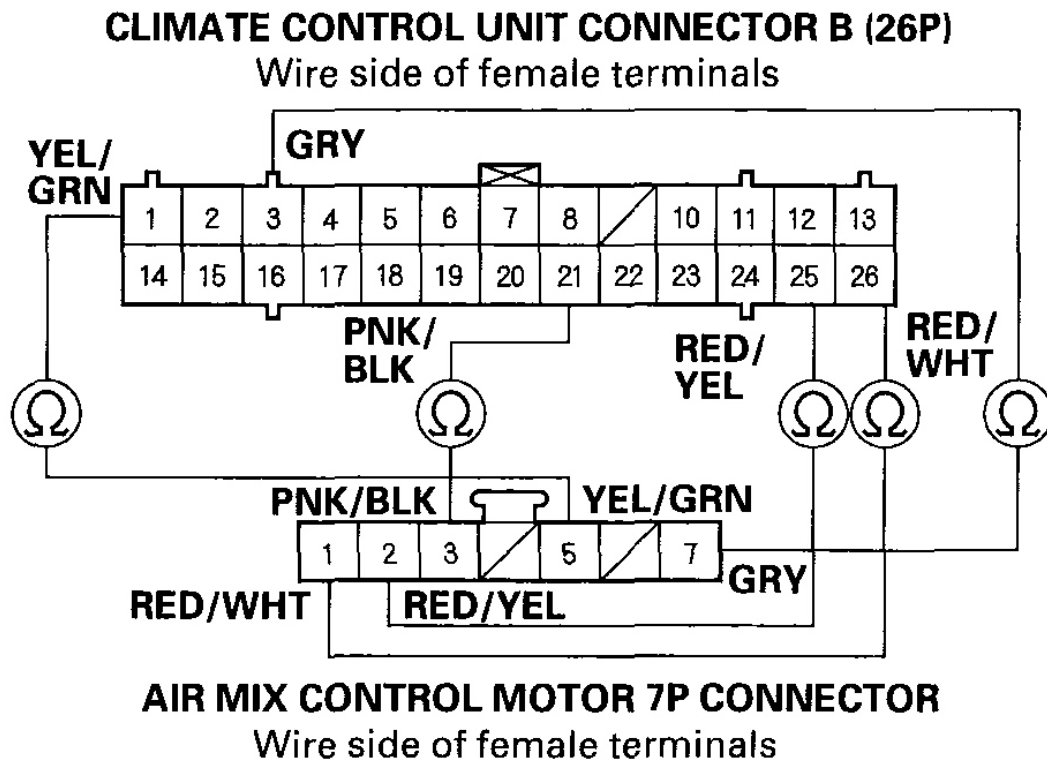 CLIMATE CONTROL UNIT CONNECTOR B (26P)
Wire side of female terminals
YEL/
GRN
GRY
1 2 3 4 5 6 7 8 10 11 12 13
14 15 16 17 18 19 20 21 22 23 24 25 26
PNK/
BLK
RED/
YEL
RED/
WHT
Ω Ω Ω Ω Ω
PNK/BLK
YEL/GRN
1 2 3 5 7
GRY
RED/WHT
RED/YEL
AIR MIX CONTROL MOTOR 7P CONNECTOR
Wire side of female terminals